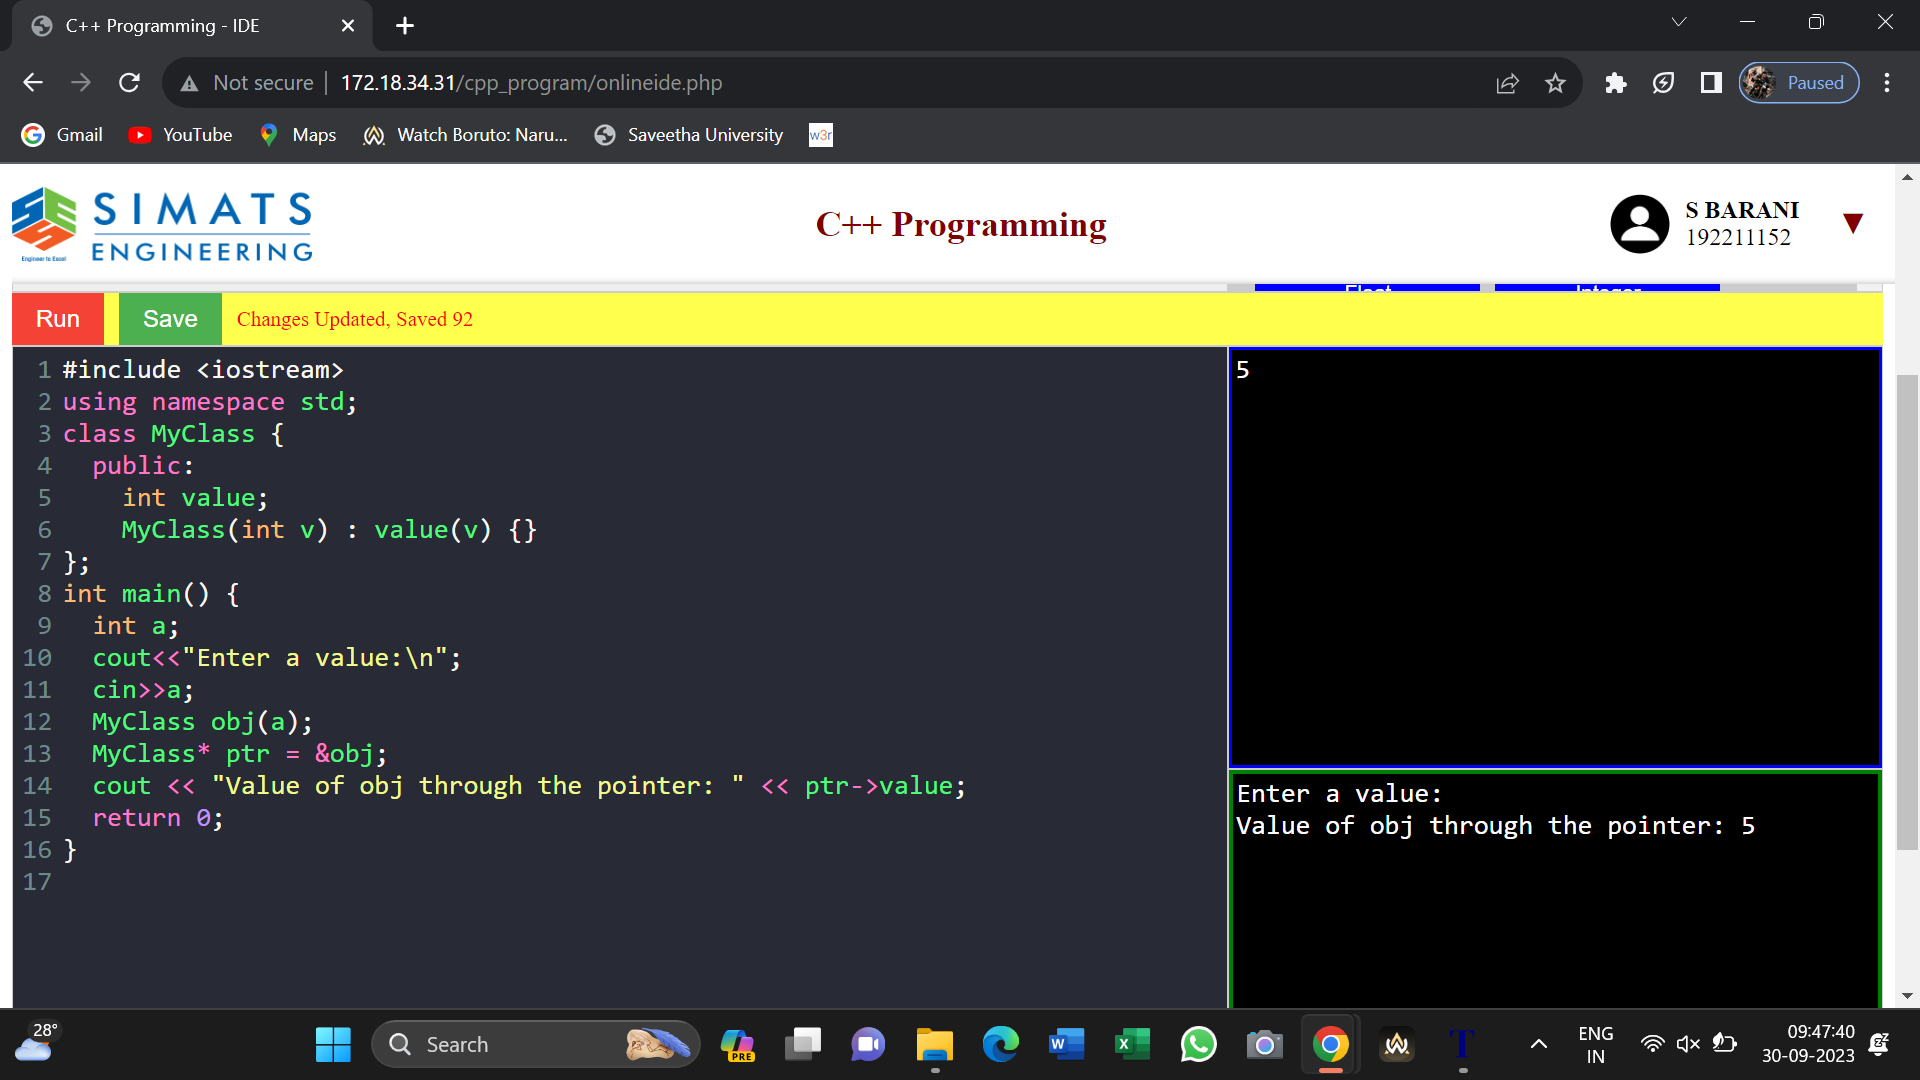 C++ Programming - IDE
Not secure
172.18.34.31/cpp_program/onlineide.php
Paused
Gmail
YouTube
Maps
Watch Boruto: Naru...
Saveetha University
w3r
SIMATS
ENGINEERING
Engineer to Excel
C++ Programming
S BARANI
192211152
Float
Integer
Run
Save
Changes Updated, Saved 92
1 #include <iostream>
2 using namespace std;
3 class MyClass {
4   public:
5     int value;
6     MyClass(int v) : value(v) {}
7 };
8 int main() {
9   int a;
10   cout<<"Enter a value:\n";
11   cin>>a;
12   MyClass obj(a);
13   MyClass* ptr = &obj;
14   cout << "Value of obj through the pointer: " << ptr->value;
15   return 0;
16 }
17
5
Enter a value:
Value of obj through the pointer: 5
28°
Search
PRE
ENG
IN
09:47:40
30-09-2023